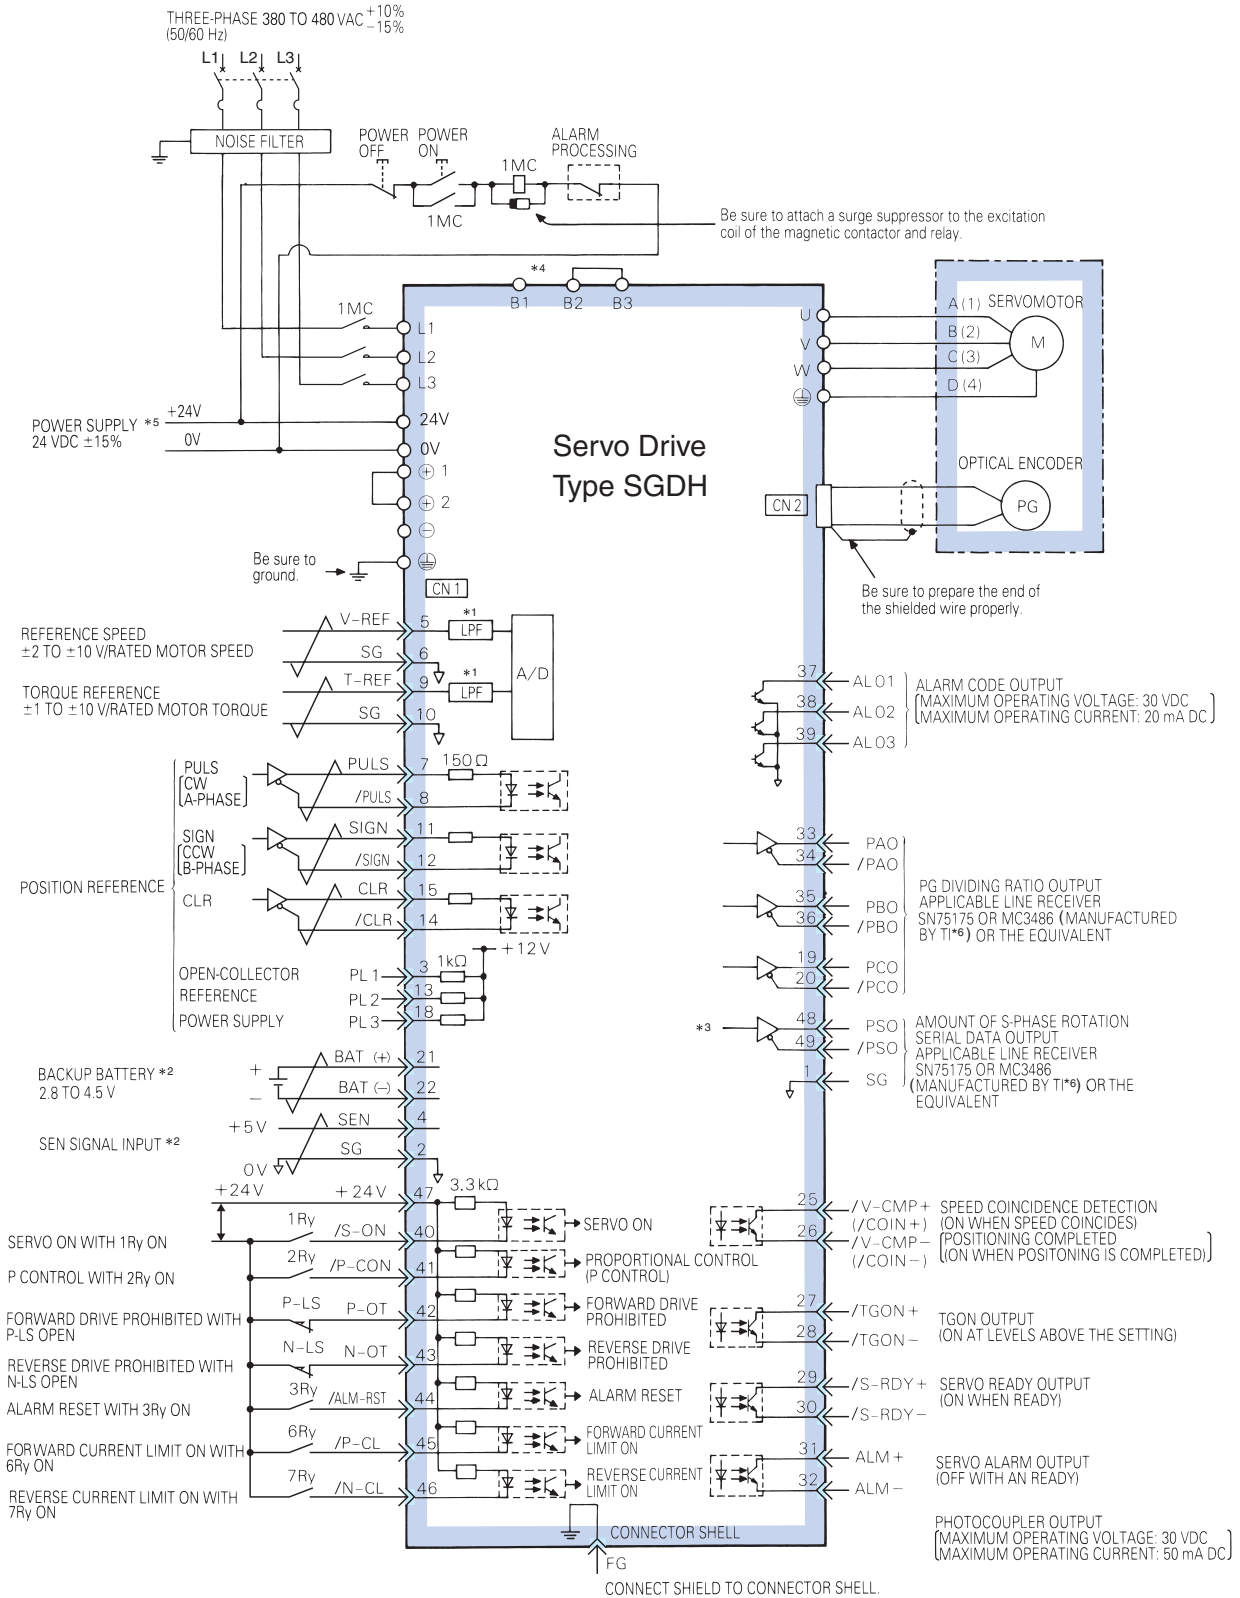 THREE-PHASE 380 TO 480 VAC +10% −15%
(50/60 Hz)
L1 L2 L3
NOISE FILTER
POWER OFF
POWER ON
ALARM PROCESSING
1MC
1MC
Be sure to attach a surge suppressor to the excitation
coil of the magnetic contactor and relay.
*4
B1 B2 B3
1MC
L1
L2
L3
POWER SUPPLY *5
24 VDC ±15%
+24V
0V
24V
0V
⊕ 1
⊕ 2
⊖
Be sure to
ground.
CN 1
Servo Drive
Type SGDH
U
V
W
A (1)
B (2)
C (3)
D (4)
SERVOMOTOR
M
OPTICAL ENCODER
PG
CN 2
Be sure to prepare the end of
the shielded wire properly.
REFERENCE SPEED
±2 TO ±10 V/RATED MOTOR SPEED
V-REF 5 *1 LPF
SG 6
TORQUE REFERENCE
±1 TO ±10 V/RATED MOTOR TORQUE
T-REF 9 *1 LPF
SG 10
A/D
POSITION REFERENCE
PULS
CW
A-PHASE
PULS 7 150Ω
/PULS 8
SIGN
CCW
B-PHASE
SIGN 11
/SIGN 12
CLR
CLR 15
/CLR 14
+12V
OPEN-COLLECTOR
REFERENCE
POWER SUPPLY
PL1 3 1kΩ
PL2 13
PL3 18
BACKUP BATTERY *2
2.8 TO 4.5 V
+
−
BAT (+) 21
BAT (−) 22
SEN SIGNAL INPUT *2
+5V SEN 4
0V SG 2
+24V +24V 47 3.3kΩ
SERVO ON WITH 1Ry ON
1Ry /S-ON 40
SERVO ON
P CONTROL WITH 2Ry ON
2Ry /P-CON 41
PROPORTIONAL CONTROL
(P CONTROL)
FORWARD DRIVE PROHIBITED WITH
P-LS OPEN
P-LS P-OT 42
FORWARD DRIVE
PROHIBITED
REVERSE DRIVE PROHIBITED WITH
N-LS OPEN
N-LS N-OT 43
REVERSE DRIVE
PROHIBITED
ALARM RESET WITH 3Ry ON
3Ry /ALM-RST 44
ALARM RESET
FORWARD CURRENT LIMIT ON WITH
6Ry ON
6Ry /P-CL 45
FORWARD CURRENT
LIMIT ON
REVERSE CURRENT LIMIT ON WITH
7Ry ON
7Ry /N-CL 46
REVERSE CURRENT
LIMIT ON
37 ALO1
38 ALO2
39 ALO3
ALARM CODE OUTPUT
MAXIMUM OPERATING VOLTAGE: 30 VDC
MAXIMUM OPERATING CURRENT: 20 mA DC
33 PAO
34 /PAO
35 PBO
36 /PBO
19 PCO
20 /PCO
PG DIVIDING RATIO OUTPUT
APPLICABLE LINE RECEIVER
SN75175 OR MC3486 (MANUFACTURED
BY TI*6) OR THE EQUIVALENT
*3
48 PSO
49 /PSO
1 SG
AMOUNT OF S-PHASE ROTATION
SERIAL DATA OUTPUT
APPLICABLE LINE RECEIVER
SN75175 OR MC3486
(MANUFACTURED BY TI*6) OR THE
EQUIVALENT
25 /V-CMP+
(/COIN+)
26 /V-CMP−
(/COIN−)
SPEED COINCIDENCE DETECTION
(ON WHEN SPEED COINCIDES)
POSITIONING COMPLETED
(ON WHEN POSITONING IS COMPLETED)
27 /TGON+
28 /TGON−
TGON OUTPUT
(ON AT LEVELS ABOVE THE SETTING)
29 /S-RDY+
30 /S-RDY−
SERVO READY OUTPUT
(ON WHEN READY)
31 ALM+
32 ALM−
SERVO ALARM OUTPUT
(OFF WITH AN READY)
PHOTOCOUPLER OUTPUT
MAXIMUM OPERATING VOLTAGE: 30 VDC
MAXIMUM OPERATING CURRENT: 50 mA DC
CONNECTOR SHELL
FG
CONNECT SHIELD TO CONNECTOR SHELL.